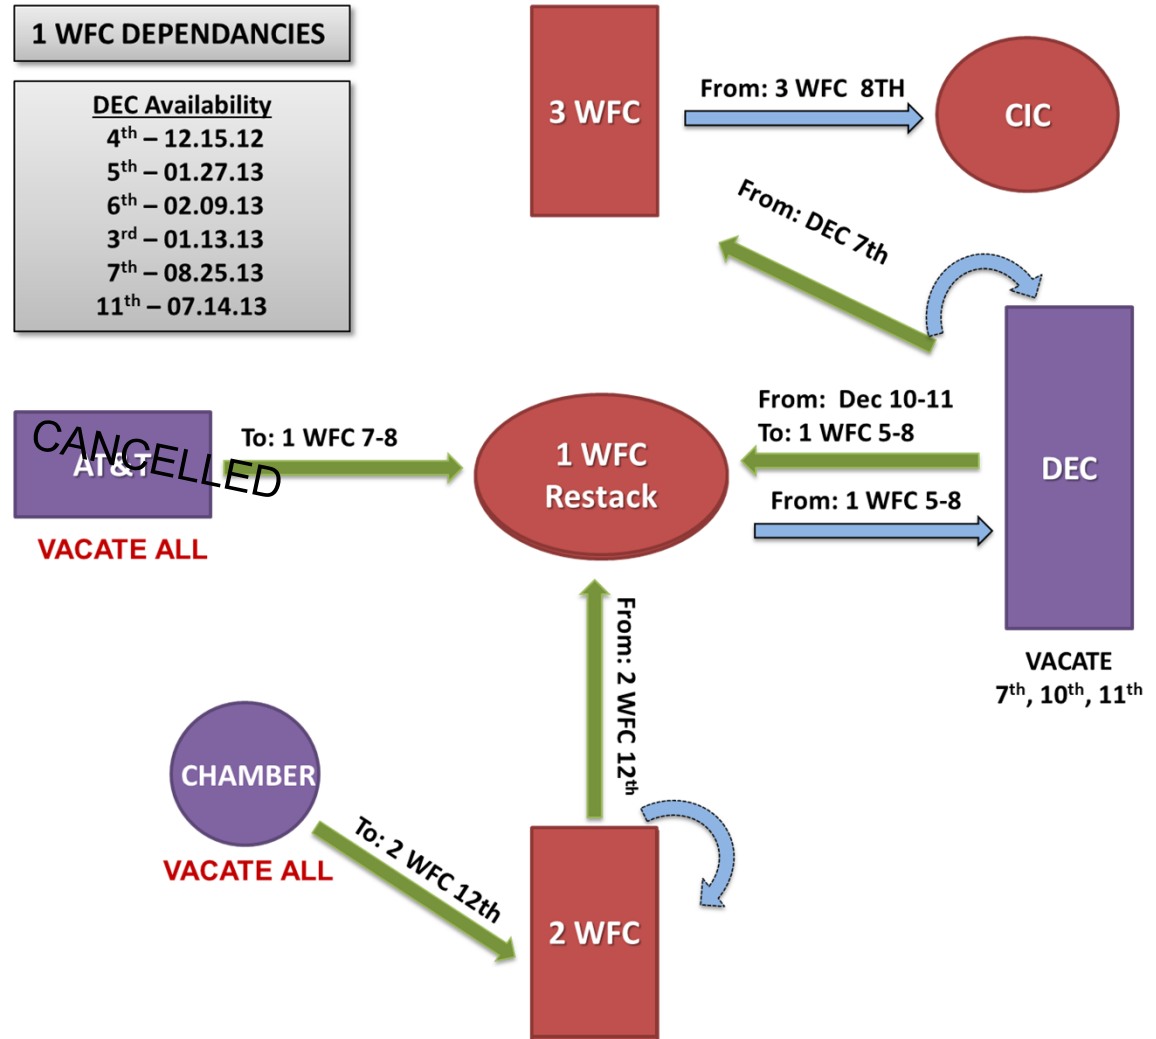 1 WFC DEPENDANCIES
DEC Availability
4th – 12.15.12
5th – 01.27.13
6th – 02.09.13
3rd – 01.13.13
7th – 08.25.13
11th – 07.14.13
3 WFC
From: 3 WFC  8TH
CIC
From: DEC 7th
AT&T
CANCELLED
VACATE ALL
To: 1 WFC 7-8
1 WFC
Restack
From:  Dec 10-11
To: 1 WFC 5-8
From: 1 WFC 5-8
DEC
VACATE
7th, 10th, 11th
From: 2 WFC 12th
CHAMBER
VACATE ALL
To: 2 WFC 12th
2 WFC